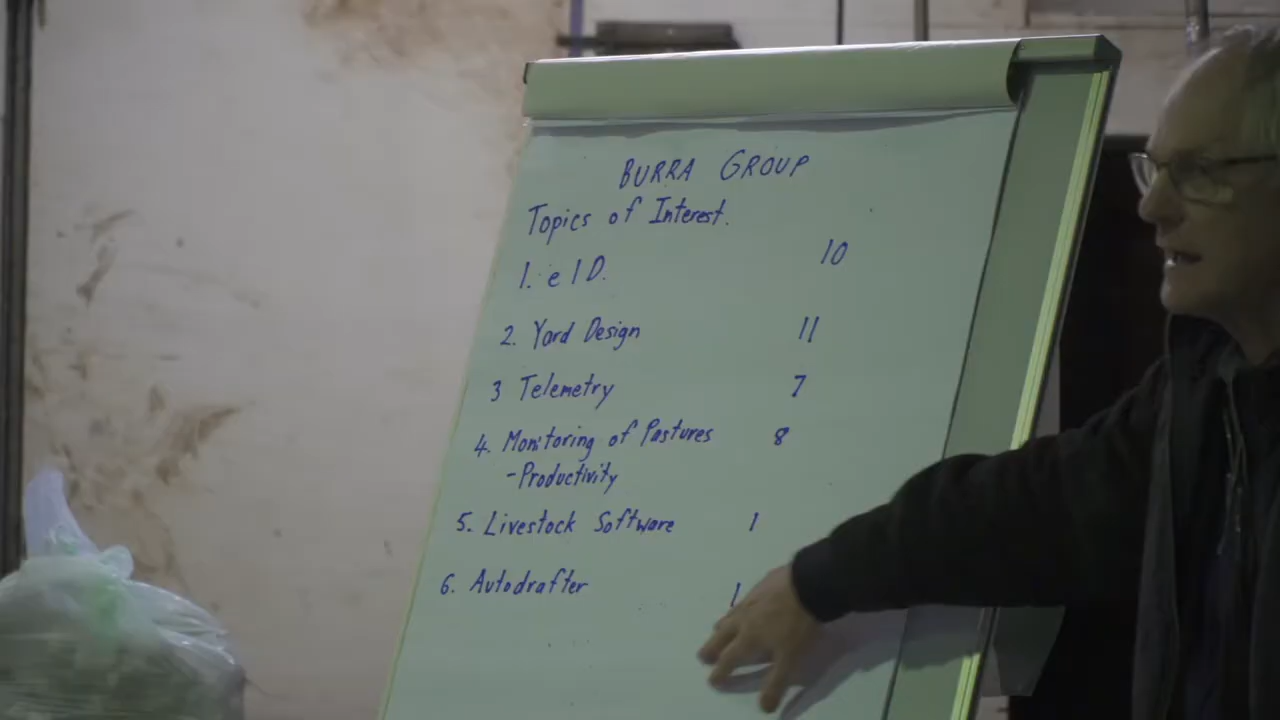 BURRA GROUP
Topics of Interest.
1. eID. 10
2. Yard Design 11
3 Telemetry 7
4. Monitoring of Pastures 8
-Productivity
5. Livestock Software 1
6. Autodrafter 1